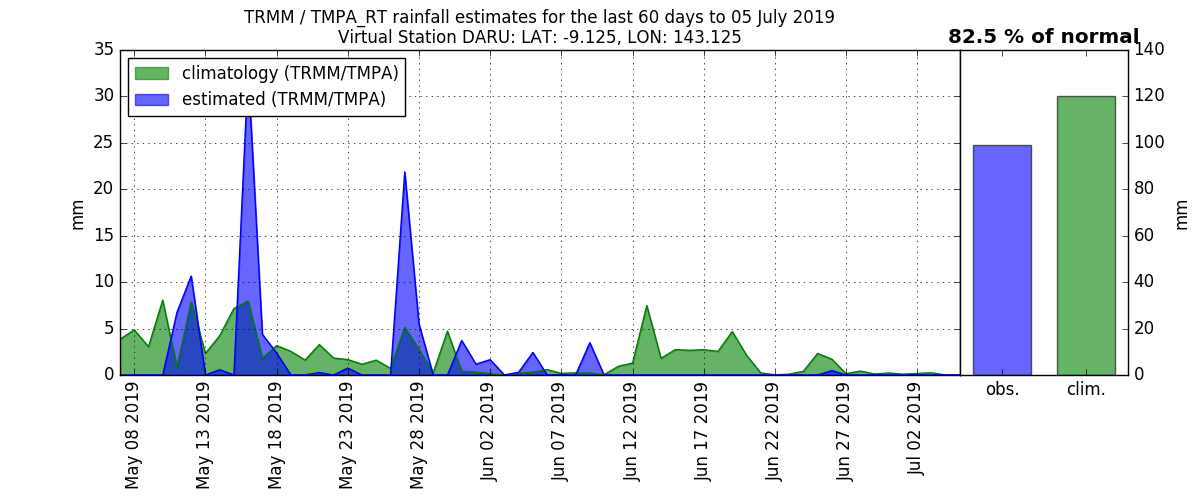 TRMM / TMPA_RT rainfall estimates for the last 60 days to 05 July 2019
Virtual Station DARU: LAT: -9.125, LON: 143.125
82.5 % of normal
climatology (TRMM/TMPA)
estimated (TRMM/TMPA)
35
30
25
20
15
10
5
0
mm
May 08 2019
May 13 2019
May 18 2019
May 23 2019
May 28 2019
Jun 02 2019
Jun 07 2019
Jun 12 2019
Jun 17 2019
Jun 22 2019
Jun 27 2019
Jul 02 2019
140
120
100
80
60
40
20
0
mm
obs.
clim.